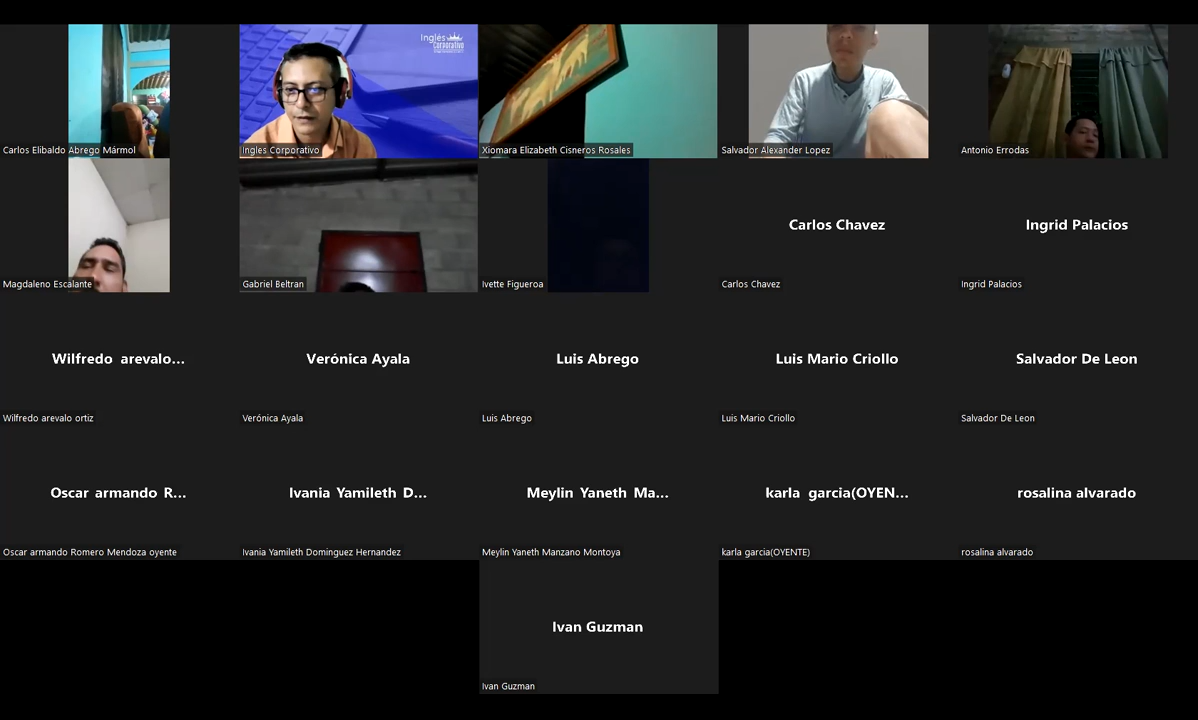 Inglés
Corporativo
Carlos Elibaldo Abrego Mármol
Ingles Corporativo
Xiomara Elizabeth Cisneros Rosales
Salvador Alexander Lopez
Antonio Errodas
Carlos Chavez
Ingrid Palacios
Magdaleno Escalante
Gabriel Beltran
Ivette Figueroa
Carlos Chavez
Ingrid Palacios
Wilfredo arevalo...
Verónica Ayala
Luis Abrego
Luis Mario Criollo
Salvador De Leon
Wilfredo arevalo ortiz
Verónica Ayala
Luis Abrego
Luis Mario Criollo
Salvador De Leon
Oscar armando R...
Ivania Yamileth D...
Meylin Yaneth Ma...
karla garcia(OYEN...
rosalina alvarado
Oscar armando Romero Mendoza oyente
Ivania Yamileth Dominguez Hernandez
Meylin Yaneth Manzano Montoya
karla garcia(OYENTE)
rosalina alvarado
Ivan Guzman
Ivan Guzman